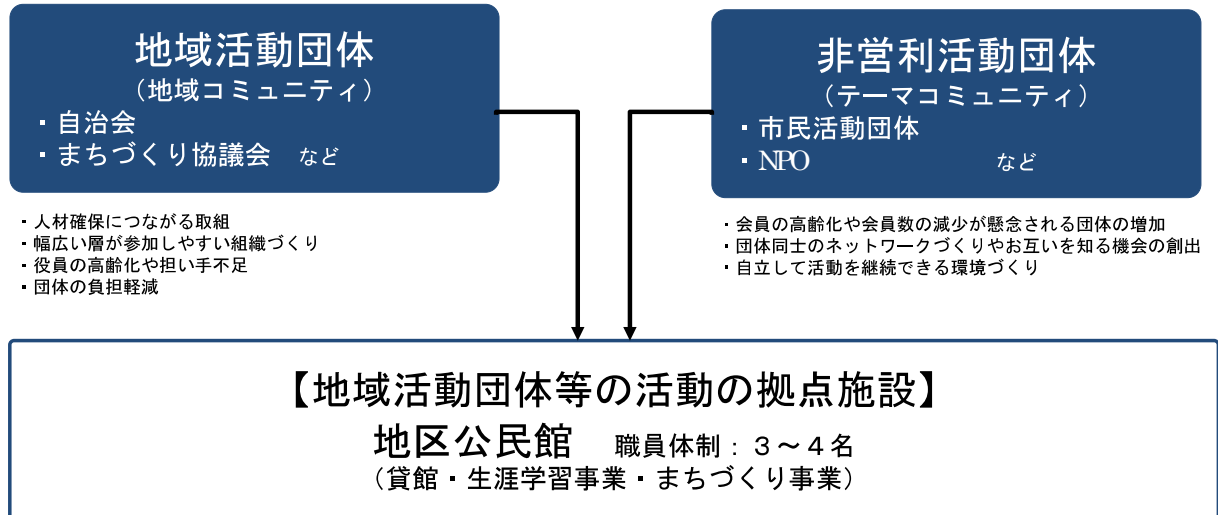 地域活動団体
（地域コミュニティ）
・自治会
・まちづくり協議会　など
・人材確保につながる取組
・幅広い層が参加しやすい組織づくり
・役員の高齢化や担い手不足
・団体の負担軽減
非営利活動団体
（テーマコミュニティ）
・市民活動団体
・NPO　など
・会員の高齢化や会員数の減少が懸念される団体の増加
・団体同士のネットワークづくりやお互いを知る機会の創出
・自立して活動を継続できる環境づくり
【地域活動団体等の活動の拠点施設】
地区公民館　職員体制：３～４名
（貸館・生涯学習事業・まちづくり事業）